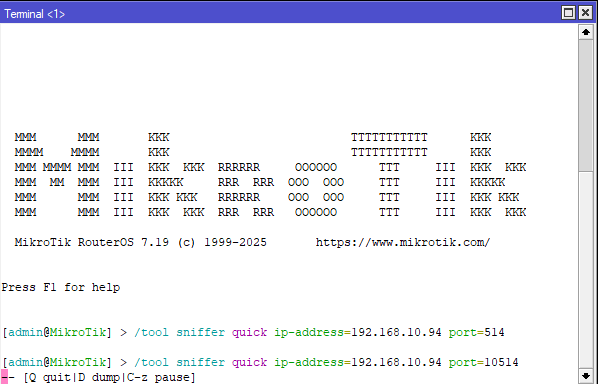 Terminal <1>
MMM      MMM       KKK                          TTTTTTTTTTT      KKK
MMMM    MMMM       KKK                          TTTTTTTTTTT      KKK
MMM MMMM MMM  III  KKK  KKK  RRRRRR     OOOOOO      TTT     III  KKK  KKK
MMM  MM  MMM  III  KKKKK     RRR  RRR  OOO  OOO     TTT     III  KKKKK
MMM      MMM  III  KKK KKK   RRRRRR    OOO  OOO     TTT     III  KKK KKK
MMM      MMM  III  KKK  KKK  RRR  RRR   OOOOOO      TTT     III  KKK  KKK
MikroTik RouterOS 7.19 (c) 1999-2025       https://www.mikrotik.com/
Press F1 for help
[admin@MikroTik] > /tool sniffer quick ip-address=192.168.10.94 port=514
[admin@MikroTik] > /tool sniffer quick ip-address=192.168.10.94 port=10514
-- [Q quit|D dump|C-z pause]